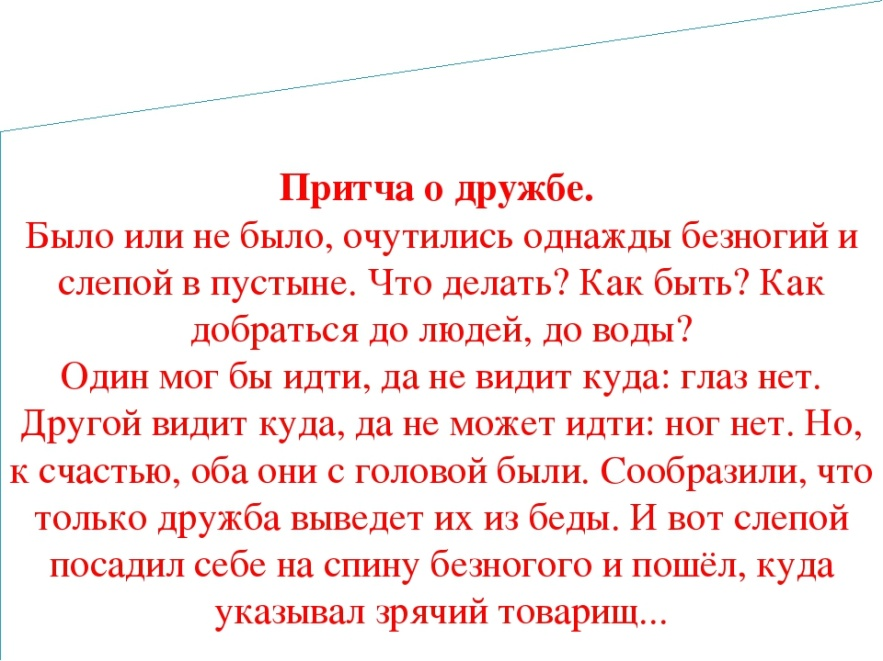 Притча о дружбе.
Было или не было, очутились однажды безногий и
слепой в пустыне. Что делать? Как быть? Как
добраться до людей, до воды?
Один мог бы идти, да не видит куда: глаз нет.
Другой видит куда, да не может идти: ног нет. Но,
к счастью, оба они с головой были. Сообразили, что
только дружба выведет их из беды. И вот слепой
посадил себе на спину безногого и пошёл, куда
указывал зрячий товарищ...